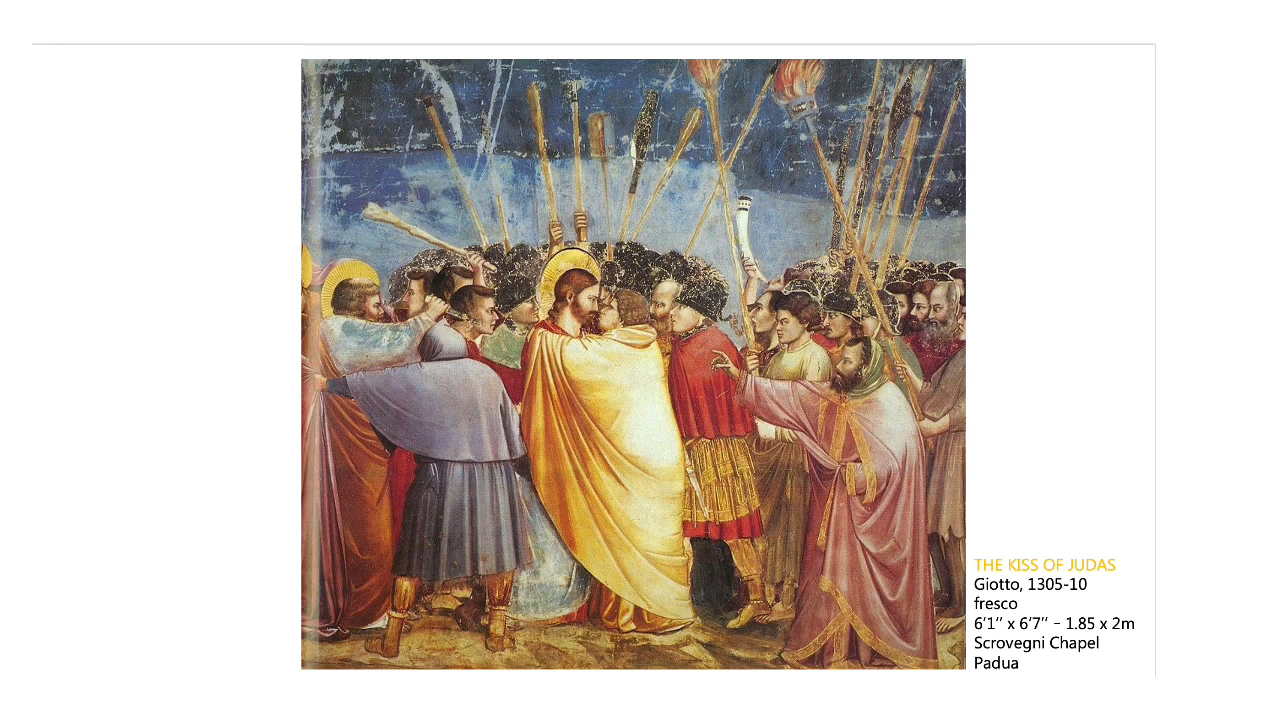 THE KISS OF JUDAS
Giotto, 1305-10
fresco
6’1’’ x 6’7’’ – 1.85 x 2m
Scrovegni Chapel
Padua